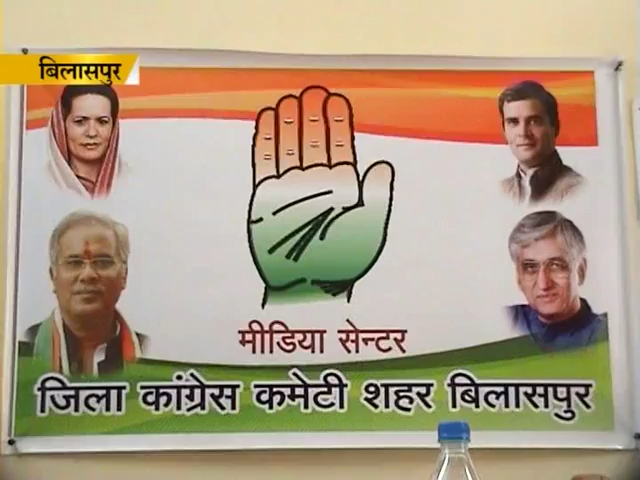 बिलासपुर
मीडिया सेन्टर
जिला कांग्रेस कमेटी शहर बिलासपुर